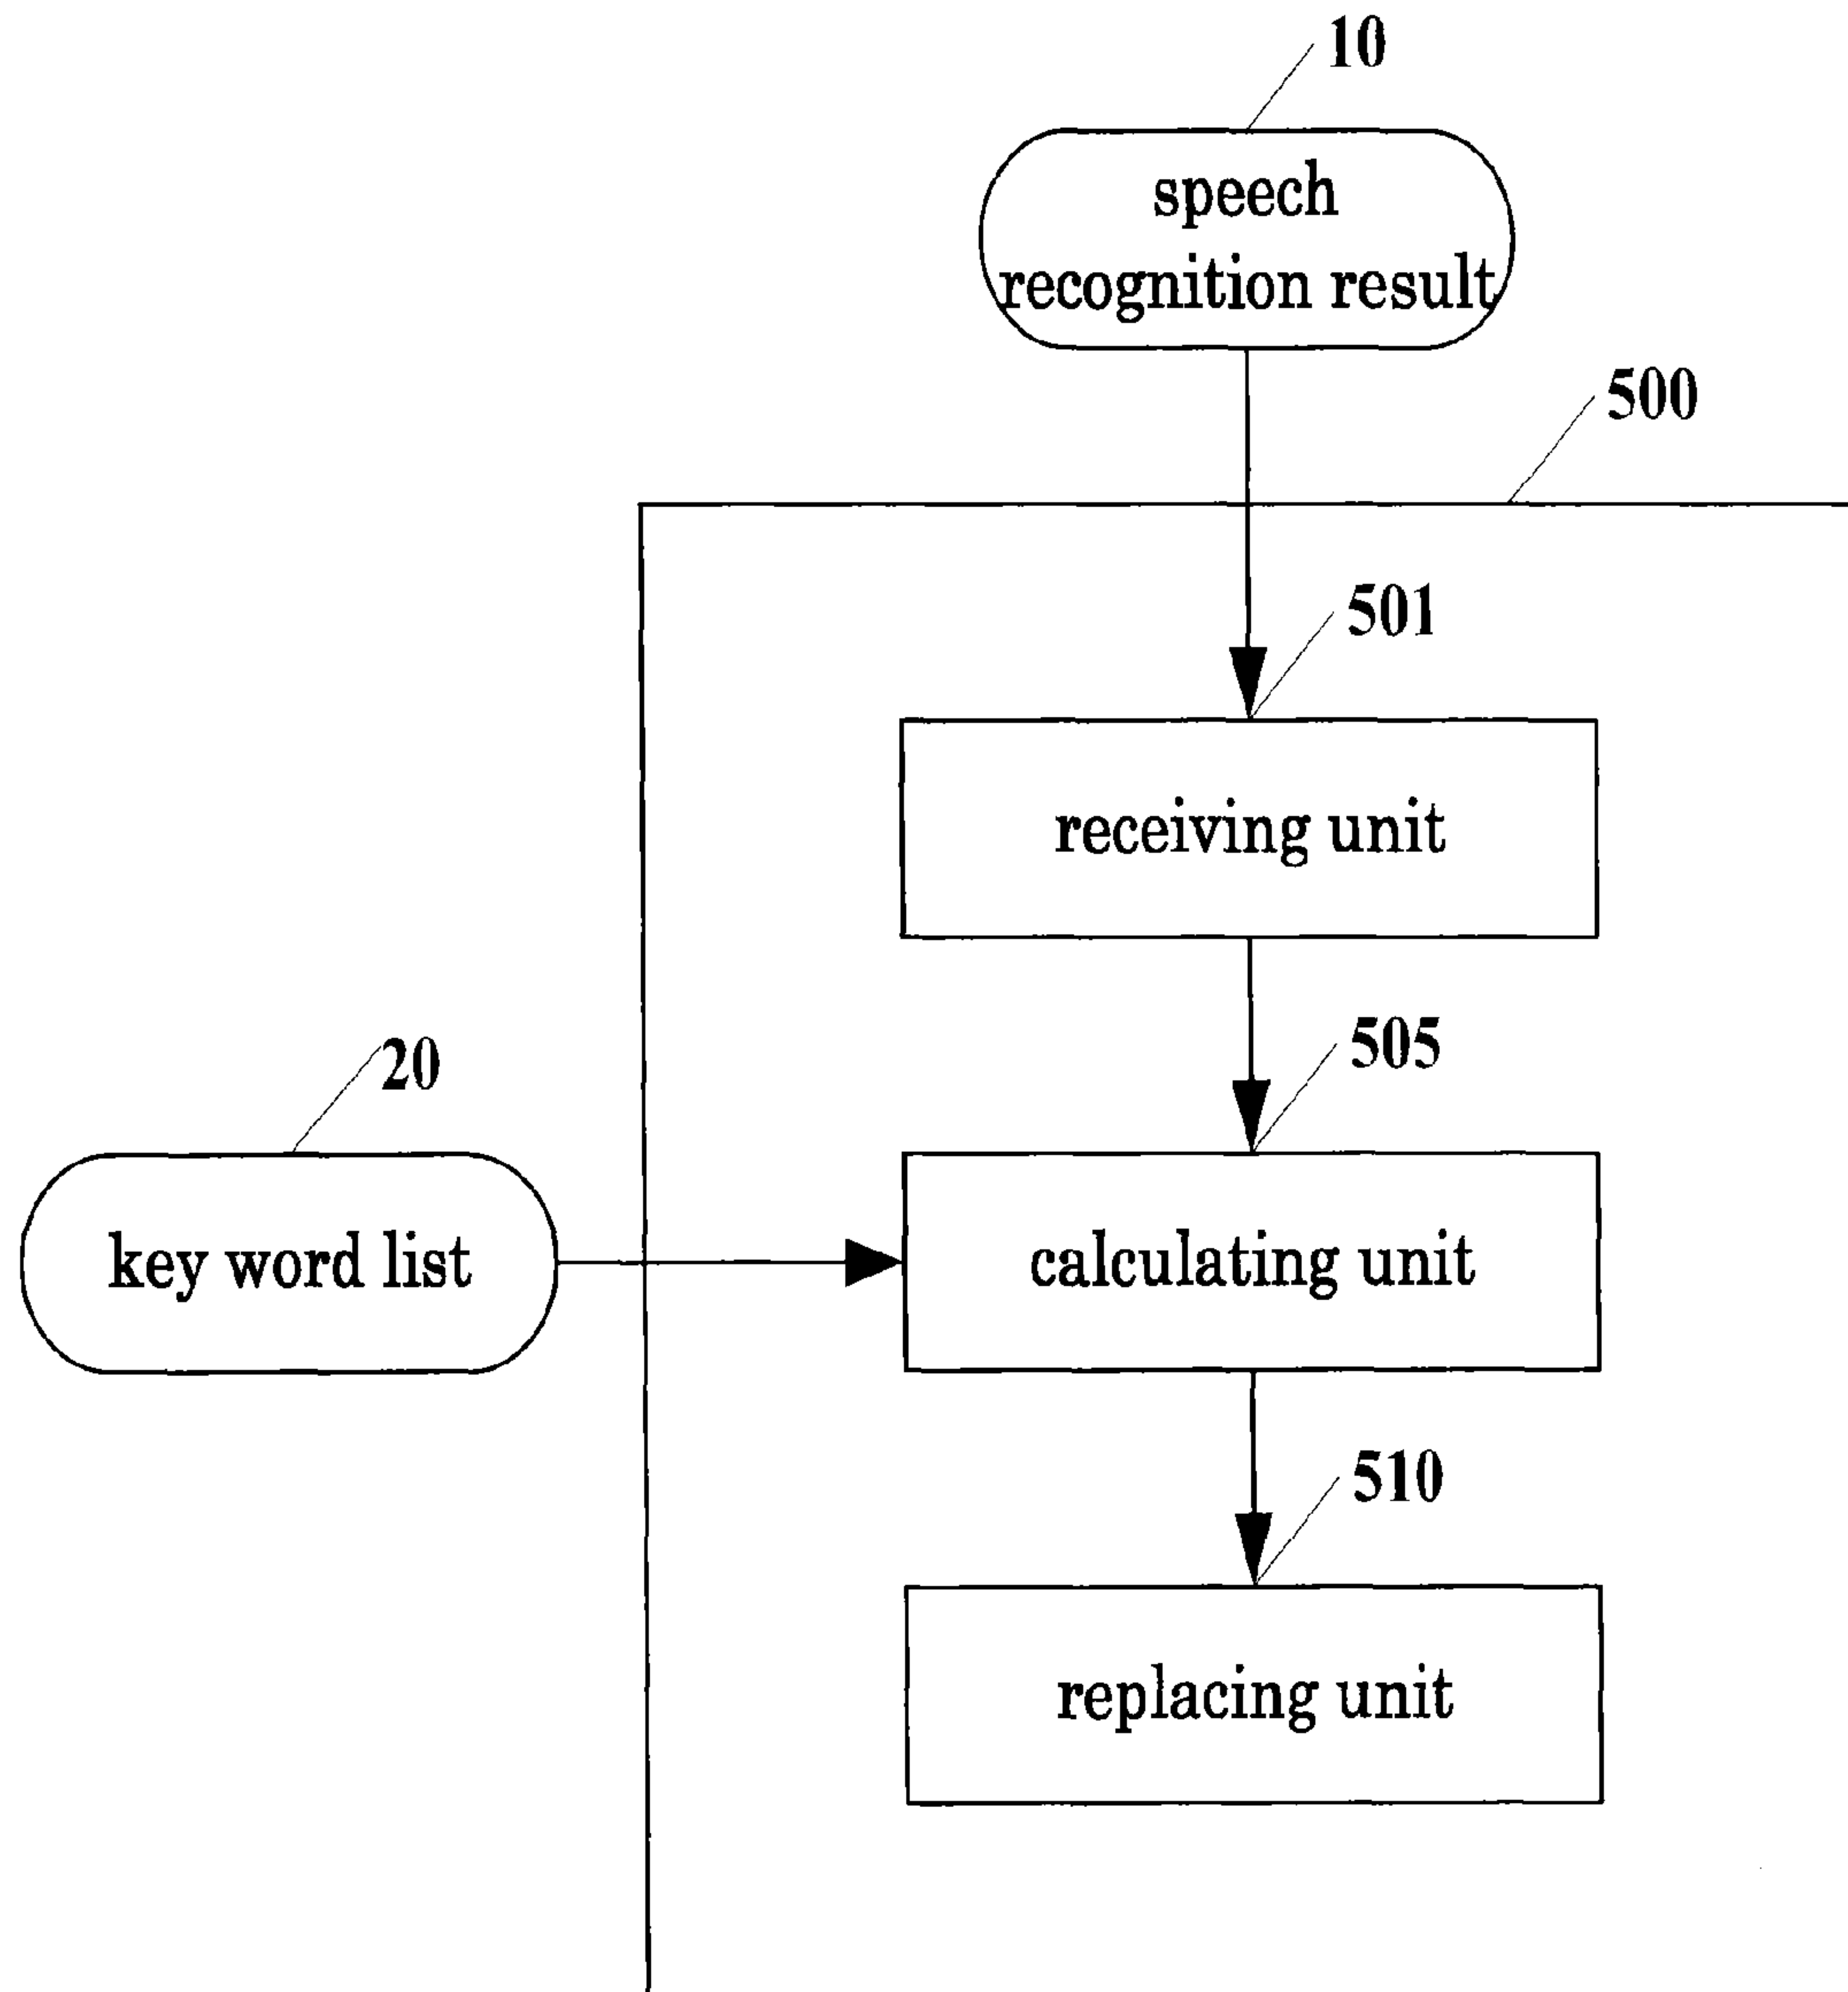 10
speech
recognition result
500
501
receiving unit
505
20
key word list
calculating unit
510
replacing unit